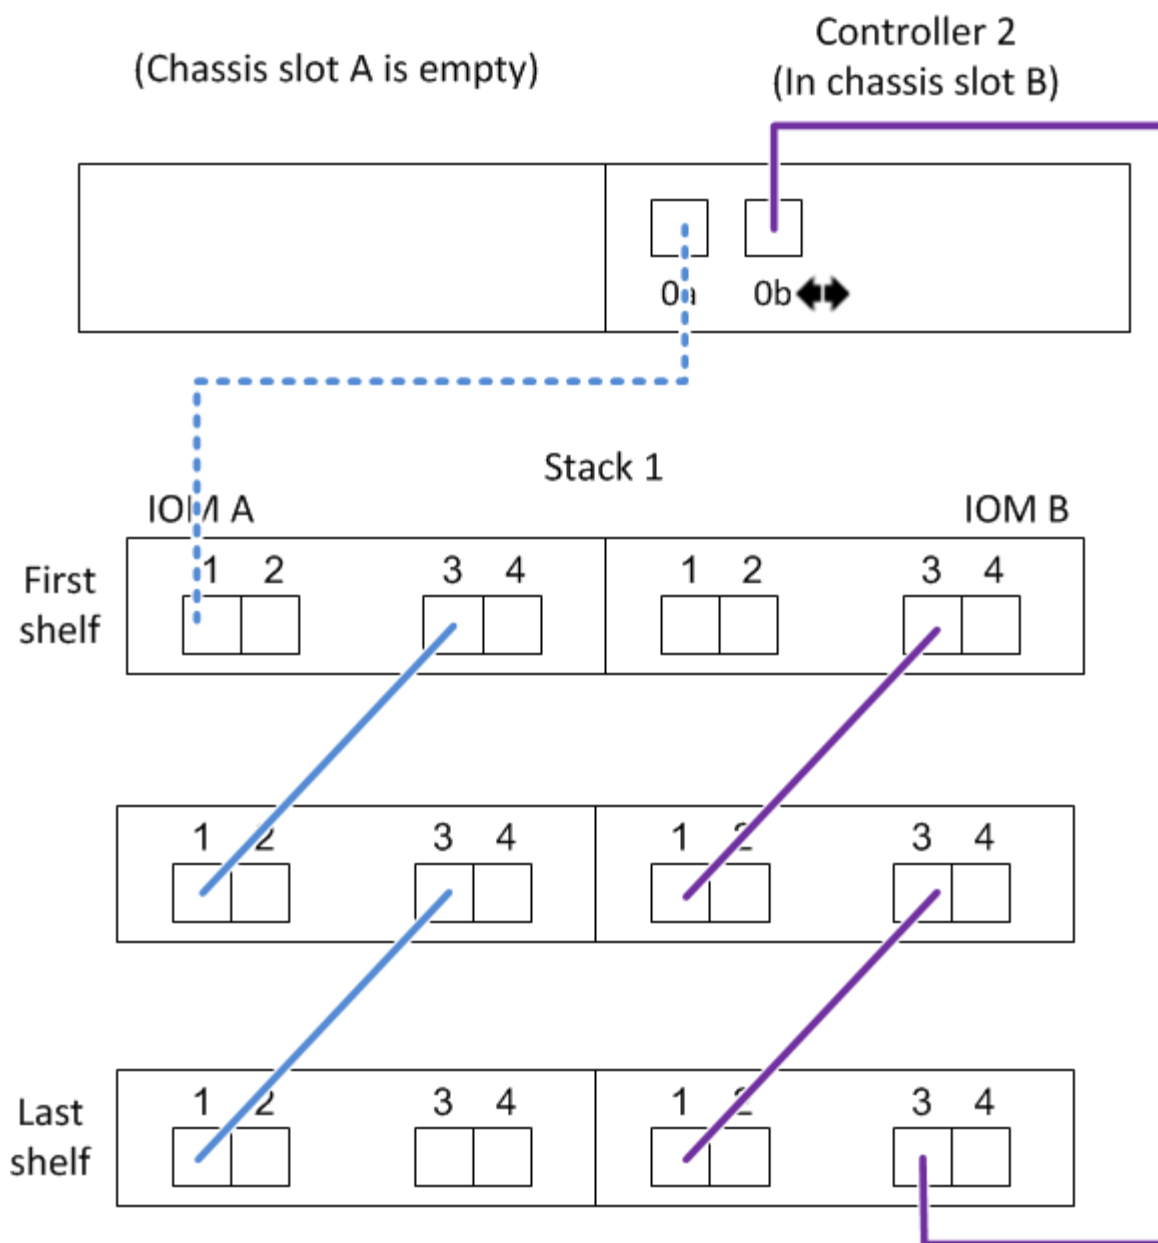 (Chassis slot A is empty)
Controller 2
(In chassis slot B)
0a 0b
Stack 1
IOM A IOM B
First
shelf
1 2 3 4 1 2 3 4
1 2 3 4 1 2 3 4
Last
shelf
1 2 3 4 1 2 3 4